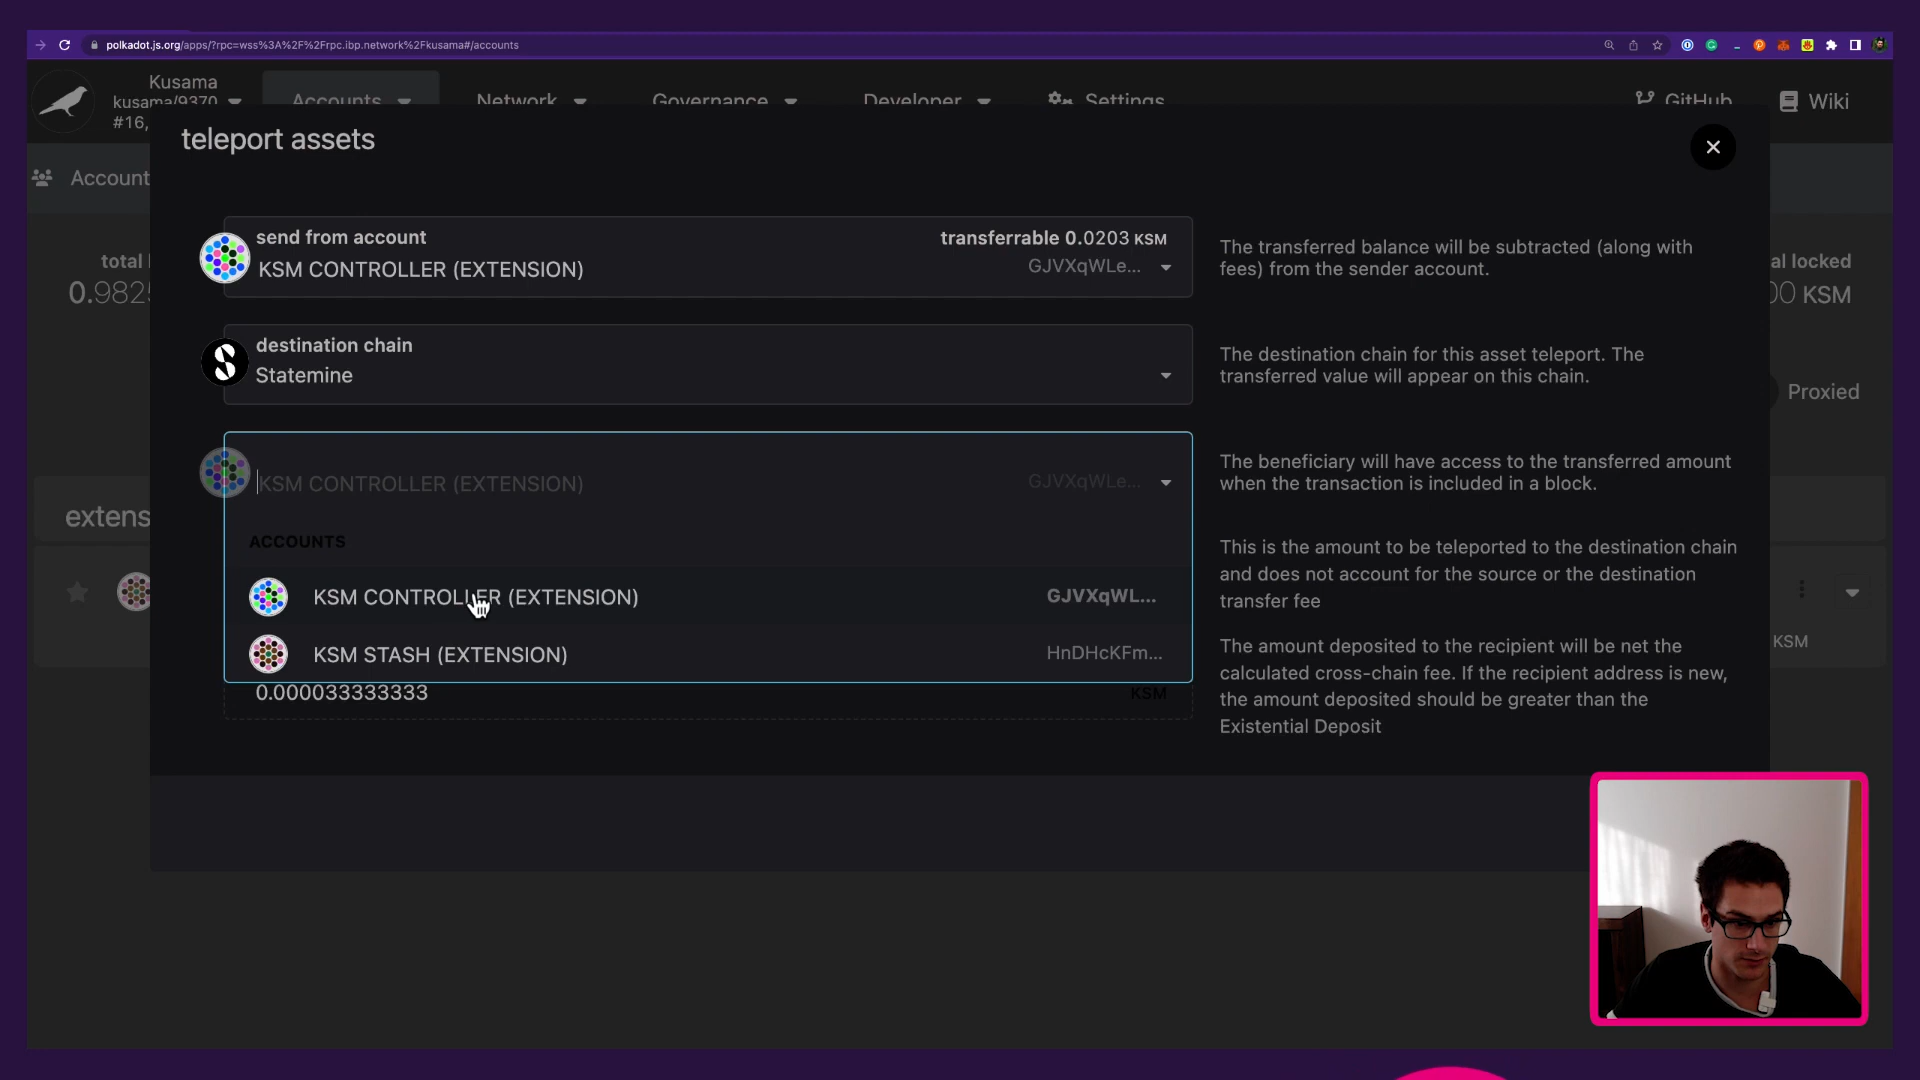 polkadot.js.org/apps/?rpc=wss%3A%2F%2Frpc.ibp.network%2Fkusama#/accounts
Kusama
kusama/9370
#16,
Accounts
Network
Governance
Developer
Settings
GitHub
Wiki
teleport assets
Account
send from account
transferrable 0.0203 KSM
KSM CONTROLLER (EXTENSION)
GJVXqWLe...
The transferred balance will be subtracted (along with
fees) from the sender account.
total
0.982
al locked
00 KSM
destination chain
Statemine
The destination chain for this asset teleport. The
transferred value will appear on this chain.
Proxied
KSM CONTROLLER (EXTENSION)
GJVXqWLe...
The beneficiary will have access to the transferred amount
when the transaction is included in a block.
extens
ACCOUNTS
KSM CONTROLLER (EXTENSION)
GJVXqWL...
KSM STASH (EXTENSION)
HnDHcKFm...
This is the amount to be teleported to the destination chain
and does not account for the source or the destination
transfer fee
KSM
0.000033333333
KSM
The amount deposited to the recipient will be net the
calculated cross-chain fee. If the recipient address is new,
the amount deposited should be greater than the
Existential Deposit